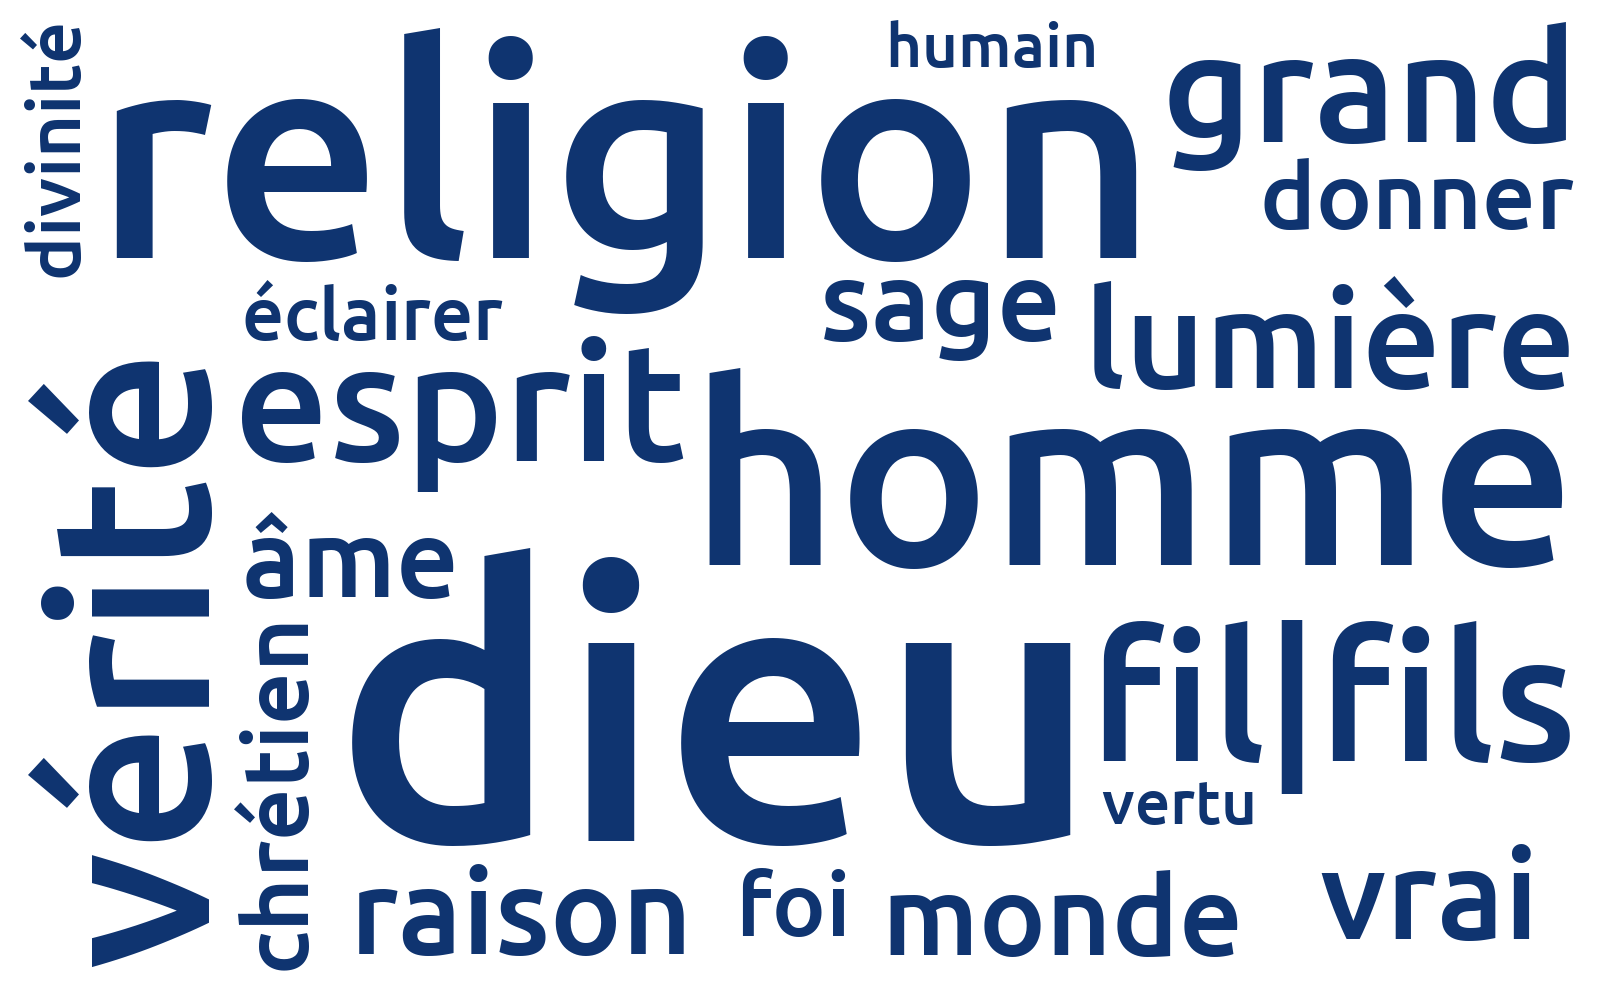 divinité
religion
humain
grand
donner
éclairer
sage
lumière
esprit
homme
vérité
âme
chrétien
dieu
fil|fils
vertu
raison
foi
monde
vrai